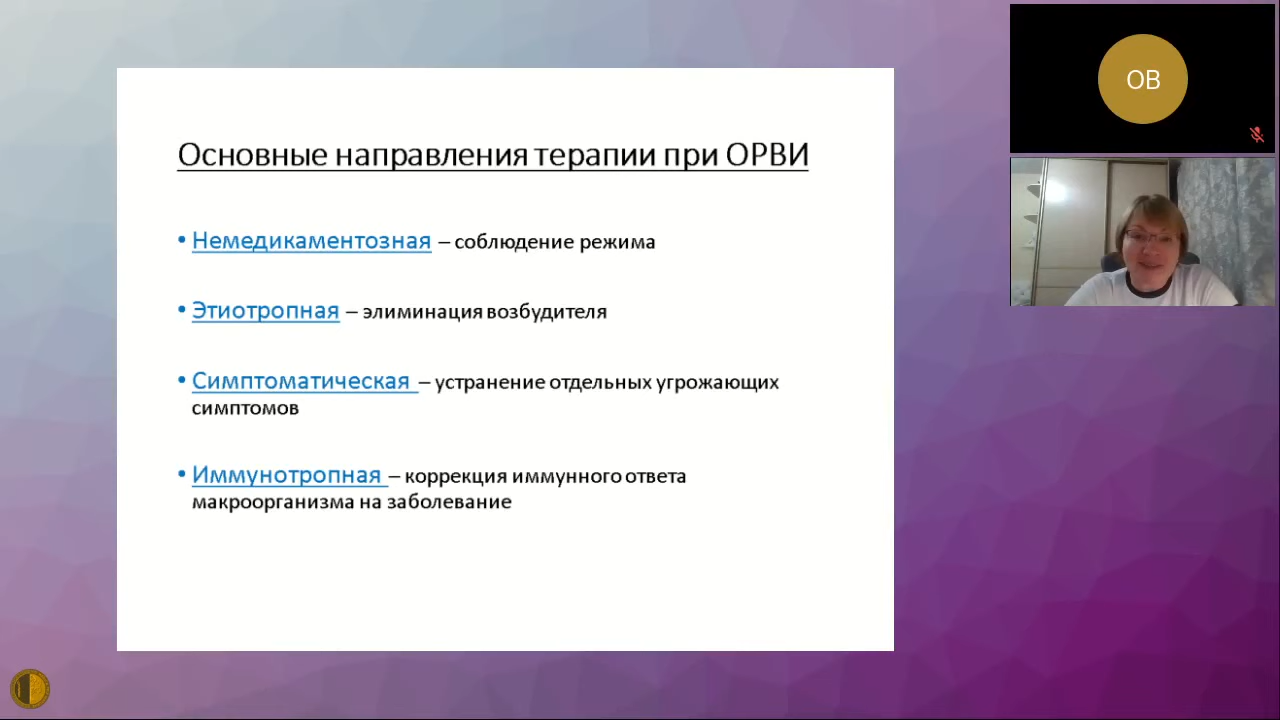 Основные направления терапии при ОРВИ
• Немедикаментозная – соблюдение режима
• Этиотропная – элиминация возбудителя
• Симптоматическая – устранение отдельных угрожающих
симптомов
• Иммунотропная – коррекция иммунного ответа
макроорганизма на заболевание
ОВ